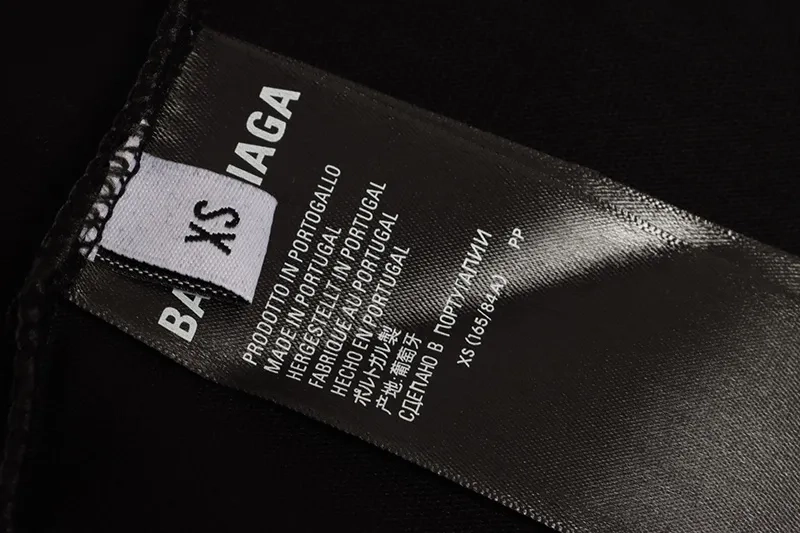 XS
BA IAGA
PRODOTTO IN PORTOGALLO
MADE IN PORTUGAL
HERGESTELLT IN PORTUGAL
FABRIQUE AU PORTUGAL
HECHO EN PORTUGAL
ポルトガル製
产地:葡萄牙
СДЕЛАНО В ПОРТУГАЛИИ
XS (165/84A) PP